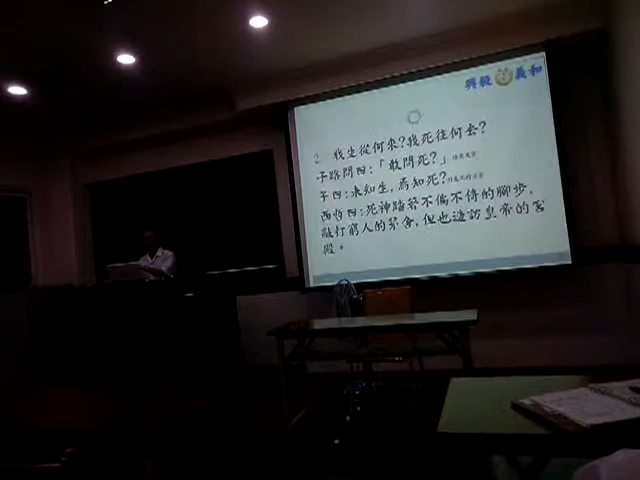 興毅 義和
2. 我生從何來?我死往何去?
子路問曰:「敢問死?」
子曰:未知生,焉知死?
西哲曰:死神踏著不偏不倚的腳步,
敲打窮人的茅舍,但也造訪皇帝的宮
殿。